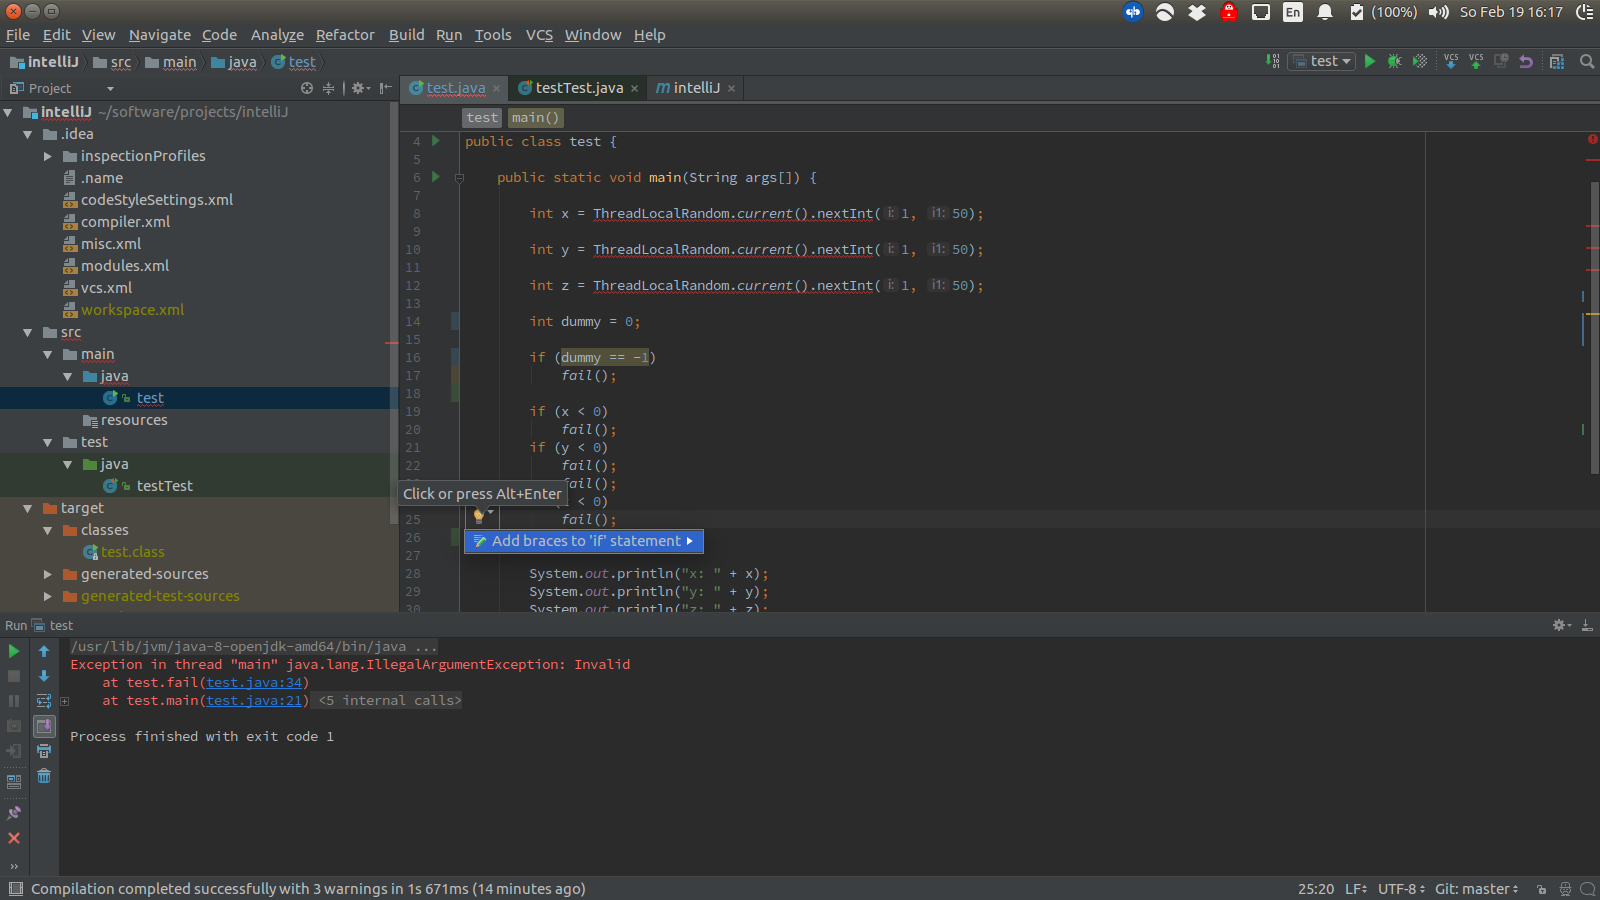 En (100%) So Feb 19 16:17
File Edit View Navigate Code Analyze Refactor Build Run Tools VCS Window Help
intelliJ src main java test
test
VCS VCS
Project
test.java testTest.java intelliJ
intelliJ ~/software/projects/intelliJ
.idea
inspectionProfiles
.name
codeStyleSettings.xml
compiler.xml
misc.xml
modules.xml
vcs.xml
workspace.xml
src
main
java
test
resources
test
java
testTest
target
classes
test.class
generated-sources
generated-test-sources
test main()
4 public class test {
5
6 public static void main(String args[]) {
7
8 int x = ThreadLocalRandom.current().nextInt(i: 1, i1: 50);
9
10 int y = ThreadLocalRandom.current().nextInt(i: 1, i1: 50);
11
12 int z = ThreadLocalRandom.current().nextInt(i: 1, i1: 50);
13
14 int dummy = 0;
15
16 if (dummy == -1)
17 fail();
18
19 if (x < 0)
20 fail();
21 if (y < 0)
22 fail();
fail();
Click or press Alt+Enter
< 0)
25 fail();
26
Add braces to 'if' statement
27
28 System.out.println("x: " + x);
29 System.out.println("y: " + y);
30 System.out.println("z: " + z);
Run test
/usr/lib/jvm/java-8-openjdk-amd64/bin/java ...
Exception in thread "main" java.lang.IllegalArgumentException: Invalid
at test.fail(test.java:34)
at test.main(test.java:21) <5 internal calls>
Process finished with exit code 1
Compilation completed successfully with 3 warnings in 1s 671ms (14 minutes ago) 25:20 LF UTF-8 Git: master